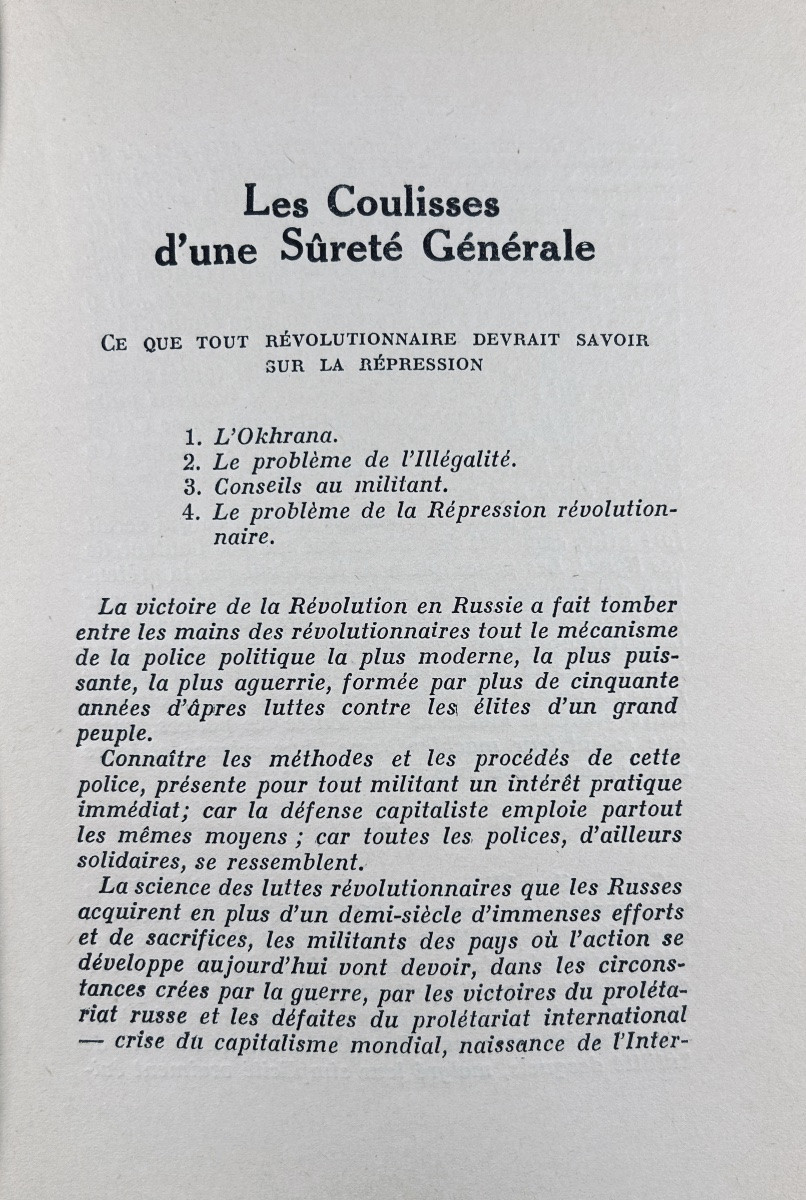 Les Coulisses
d'une Sûreté Générale
CE QUE TOUT RÉVOLUTIONNAIRE DEVRAIT SAVOIR
SUR LA RÉPRESSION
1. L'Okhrana.
2. Le problème de l'Illégalité.
3. Conseils au militant.
4. Le problème de la Répression révolution-
naire.
La victoire de la Révolution en Russie a fait tomber
entre les mains des révolutionnaires tout le mécanisme
de la police politique la plus moderne, la plus puis-
sante, la plus aguerrie, formée par plus de cinquante
années d'âpres luttes contre les élites d'un grand
peuple.
Connaître les méthodes et les procédés de cette
police, présente pour tout militant un intérêt pratique
immédiat; car la défense capitaliste emploie partout
les mêmes moyens ; car toutes les polices, d'ailleurs
solidaires, se ressemblent.
La science des luttes révolutionnaires que les Russes
acquirent en plus d'un demi-siècle d'immenses efforts
et de sacrifices, les militants des pays où l'action se
développe aujourd'hui vont devoir, dans les circons-
tances crées par la guerre, par les victoires du proléta-
riat russe et les défaites du prolétariat international
— crise du capitalisme mondial, naissance de l'Inter-